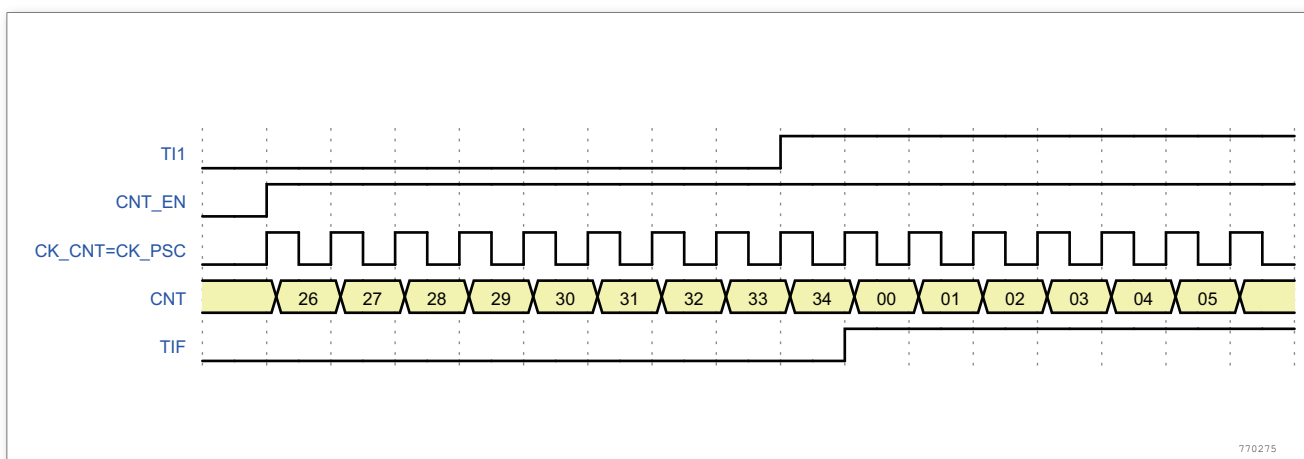 TI1
CNT_EN
CK_CNT=CK_PSC
CNT 26 27 28 29 30 31 32 33 34 00 01 02 03 04 05
TIF
770275